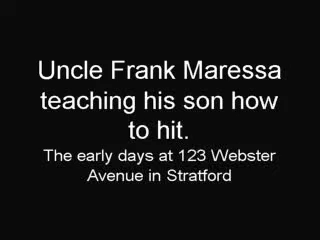 Uncle Frank Maressa
teaching his son how
to hit.
The early days at 123 Webster
Avenue in Stratford